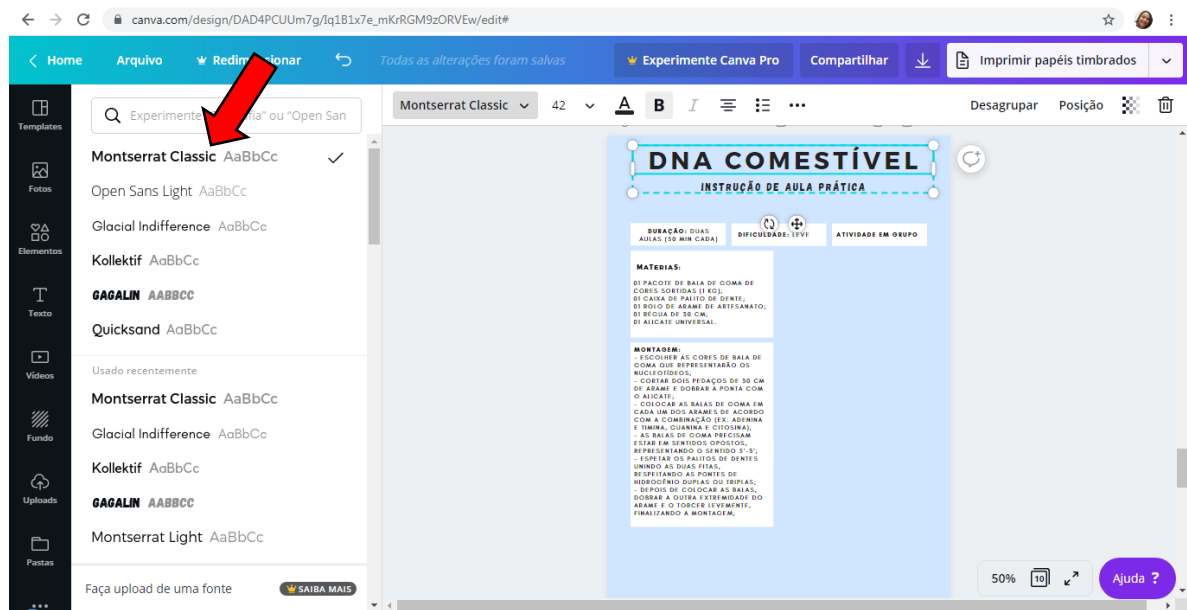 canva.com/design/DAD4PCUUm7g/Iq1B1x7e_mKrRGM9zORVEw/edit#
Home Arquivo Redimensionar Todas as alterações foram salvas Experimente Canva Pro Compartilhar Imprimir papéis timbrados
Montserrat Classic 42 A B I Desagrupar Posição
Templates
Fotos
Elementos
Texto
Vídeos
Fundo
Uploads
Pastas
Experimente ou "Open San
Montserrat Classic AaBbCc
Open Sans Light AaBbCc
Glacial Indifference AaBbCc
Kollektif AaBbCc
GAGALIN AABBCC
Quicksand AaBbCc
Usado recentemente
Montserrat Classic AaBbCc
Glacial Indifference AaBbCc
Kollektif AaBbCc
GAGALIN AABBCC
Montserrat Light AaBbCc
Faça upload de uma fonte SAIBA MAIS
DNA COMESTÍVEL
INSTRUÇÃO DE AULA PRÁTICA
DURAÇÃO: DUAS
AULAS (50 MIN CADA)
DIFICULDADE: LEVE
ATIVIDADE EM GRUPO
MATERIAS:
01 PACOTE DE BALA DE GOMA DE
CORES SORTIDAS (1 KG);
01 CAIXA DE PALITO DE DENTE;
01 ROLO DE ARAME DE ARTESANATO;
01 RÉGUA DE 30 CM;
01 ALICATE UNIVERSAL.
MONTAGEM:
- ESCOLHER AS CORES DE BALA DE
GOMA QUE REPRESENTARÃO OS
NUCLEOTÍDEOS;
- CORTAR DOIS PEDAÇOS DE 30 CM
DE ARAME E DOBRAR A PONTA COM
O ALICATE;
- COLOCAR AS BALAS DE GOMA EM
CADA UM DOS ARAMES DE ACORDO
COM A COMBINAÇÃO (EX: ADENINA
E TIMINA, GUANINA E CITOSINA);
- AS BALAS DE GOMA PRECISAM
ESTAR EM SENTIDOS OPOSTOS,
REPRESENTANDO O SENTIDO 5'-3';
- ESPETAR OS PALITOS DE DENTES
UNINDO AS DUAS FITAS,
RESPEITANDO AS PONTES DE
HIDROGÊNIO DUPLAS OU TRIPLAS;
- DEPOIS DE COLOCAR AS BALAS,
DOBRAR A OUTRA EXTREMIDADE DO
ARAME E O TORCER LEVEMENTE,
FINALIZANDO A MONTAGEM;
50% 10 Ajuda ?